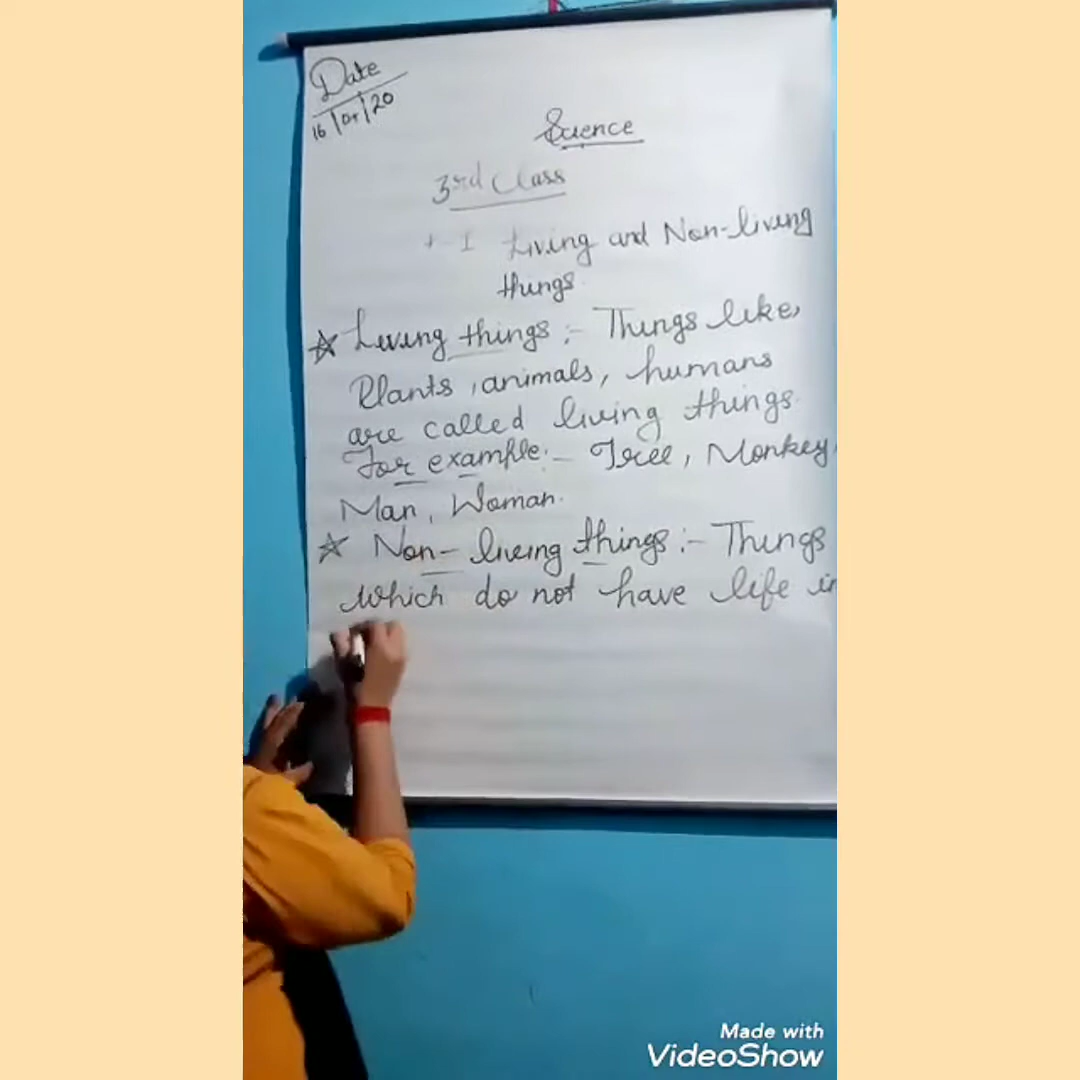 Date
16/04/20
Science
3rd Class
I Living and Non-living
things
☆ Living things :- Things like,
Plants, animals, humans
are called living things.
For example:- Tree, Monkey,
Man, Woman.
☆ Non-living things :- Things
which do not have life in
Made with
VideoShow